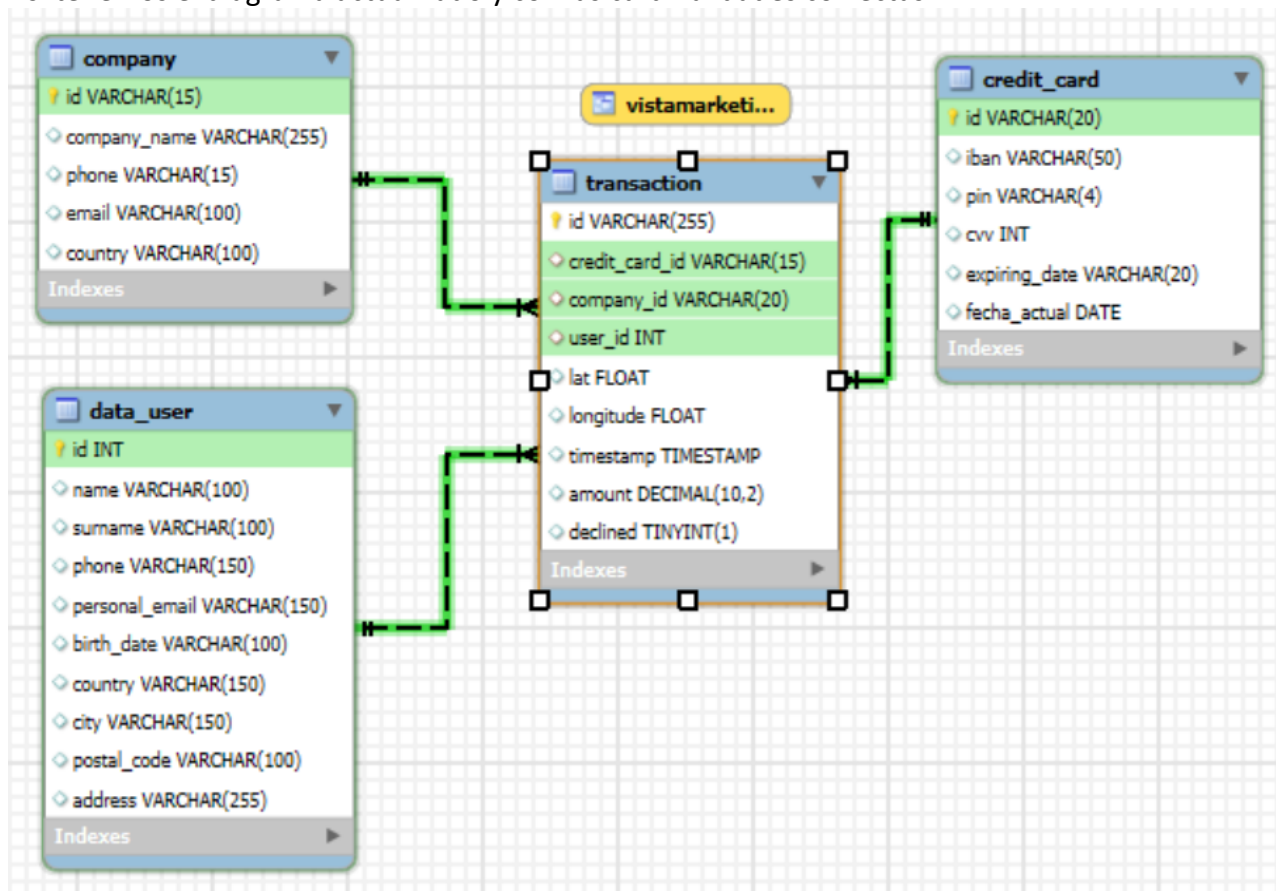 company
id VARCHAR(15)
company_name VARCHAR(255)
phone VARCHAR(15)
email VARCHAR(100)
country VARCHAR(100)
Indexes
vistamarketi...
transaction
id VARCHAR(255)
credit_card_id VARCHAR(15)
company_id VARCHAR(20)
user_id INT
lat FLOAT
longitude FLOAT
timestamp TIMESTAMP
amount DECIMAL(10,2)
declined TINYINT(1)
Indexes
credit_card
id VARCHAR(20)
iban VARCHAR(50)
pin VARCHAR(4)
cvv INT
expiring_date VARCHAR(20)
fecha_actual DATE
Indexes
data_user
id INT
name VARCHAR(100)
surname VARCHAR(100)
phone VARCHAR(150)
personal_email VARCHAR(150)
birth_date VARCHAR(100)
country VARCHAR(150)
city VARCHAR(150)
postal_code VARCHAR(100)
address VARCHAR(255)
Indexes